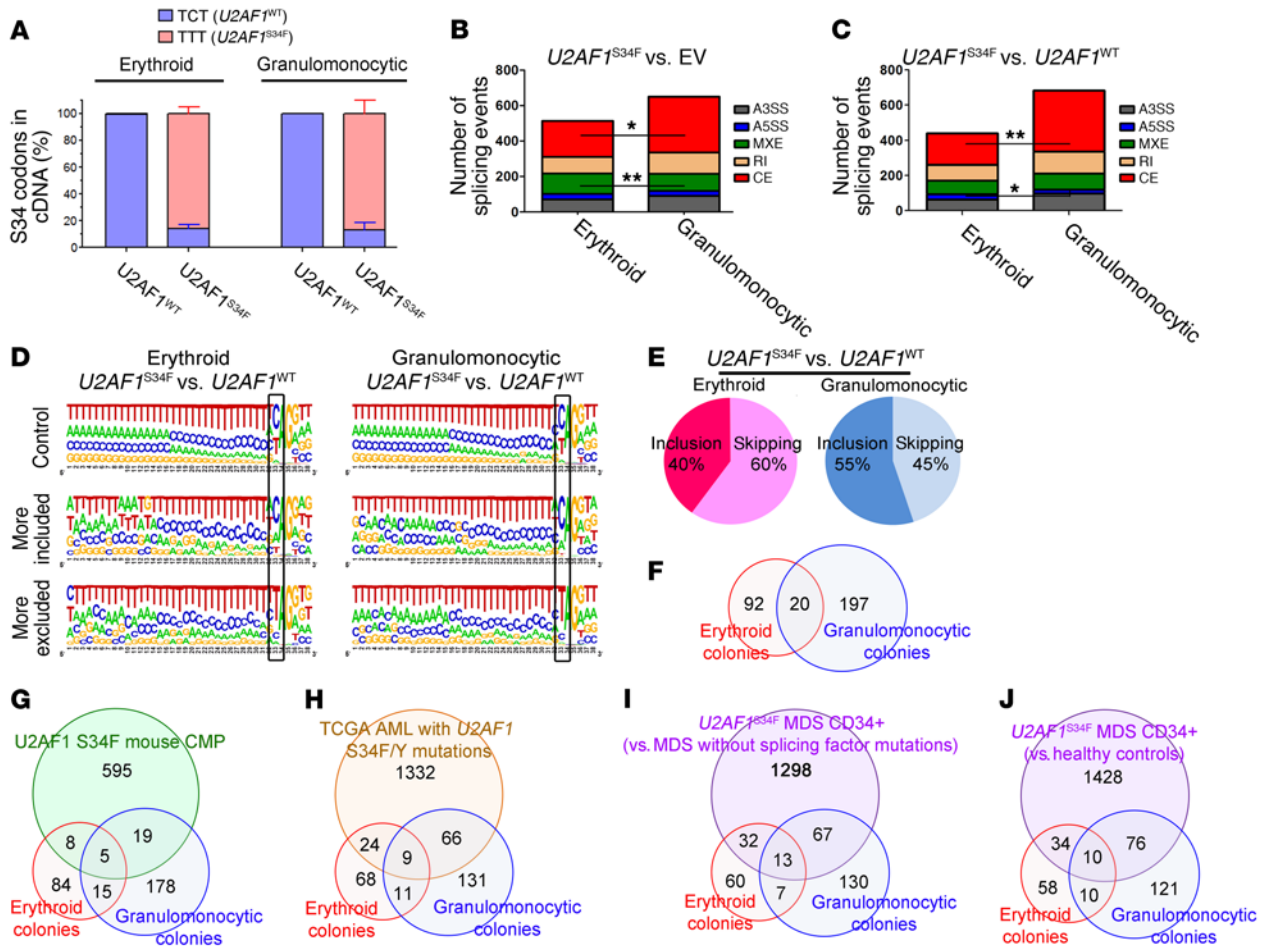 A
TCT (U2AF1WT)
TTT (U2AF1S34F)
Erythroid
Granulomonocytic
S34 codons in
cDNA (%)
100
80
60
40
20
0
U2AF1WT
U2AF1S34F
U2AF1WT
U2AF1S34F
B
U2AF1S34F vs. EV
Number of
splicing events
800
600
400
200
0
*
**
A3SS
A5SS
MXE
RI
CE
Erythroid
Granulomonocytic
C
U2AF1S34F vs. U2AF1WT
Number of
splicing events
800
600
400
200
0
**
*
A3SS
A5SS
MXE
RI
CE
Erythroid
Granulomonocytic
D
Erythroid
U2AF1S34F vs. U2AF1WT
Granulomonocytic
U2AF1S34F vs. U2AF1WT
Control
More
included
More
excluded
E
U2AF1S34F vs. U2AF1WT
Erythroid
Granulomonocytic
Inclusion
40%
Skipping
60%
Inclusion
55%
Skipping
45%
F
92
20
197
Erythroid
colonies
Granulomonocytic
colonies
G
U2AF1 S34F mouse CMP
595
8
19
5
84
15
178
Erythroid
colonies
Granulomonocytic
colonies
H
TCGA AML with U2AF1
S34F/Y mutations
1332
24
66
9
68
11
131
Erythroid
colonies
Granulomonocytic
colonies
I
U2AF1S34F MDS CD34+
(vs. MDS without splicing factor mutations)
1298
32
67
13
60
7
130
Erythroid
colonies
Granulomonocytic
colonies
J
U2AF1S34F MDS CD34+
(vs. healthy controls)
1428
34
76
10
58
10
121
Erythroid
colonies
Granulomonocytic
colonies